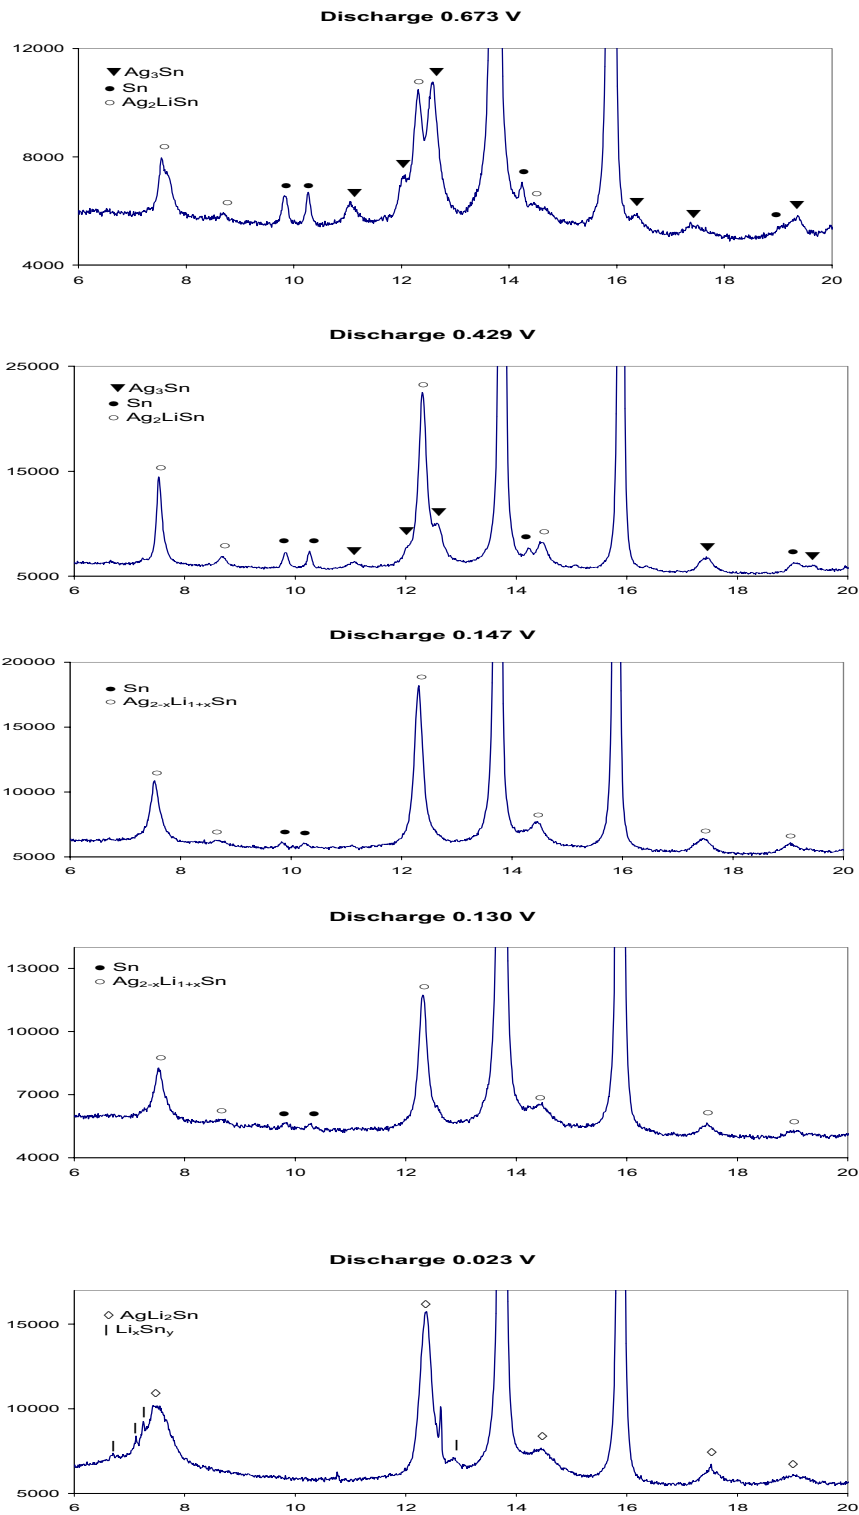 Discharge 0.673 V
12000
8000
4000
▼ Ag₃Sn
● Sn
○ Ag₂LiSn
6 8 10 12 14 16 18 20
Discharge 0.429 V
25000
15000
5000
▼ Ag₃Sn
● Sn
○ Ag₂LiSn
6 8 10 12 14 16 18 20
Discharge 0.147 V
20000
15000
10000
5000
● Sn
○ Ag₂₋ₓLi₁₊ₓSn
6 8 10 12 14 16 18 20
Discharge 0.130 V
13000
10000
7000
4000
● Sn
○ Ag₂₋ₓLi₁₊ₓSn
6 8 10 12 14 16 18 20
Discharge 0.023 V
15000
10000
5000
◇ AgLi₂Sn
| LiₓSnᵧ
6 8 10 12 14 16 18 20